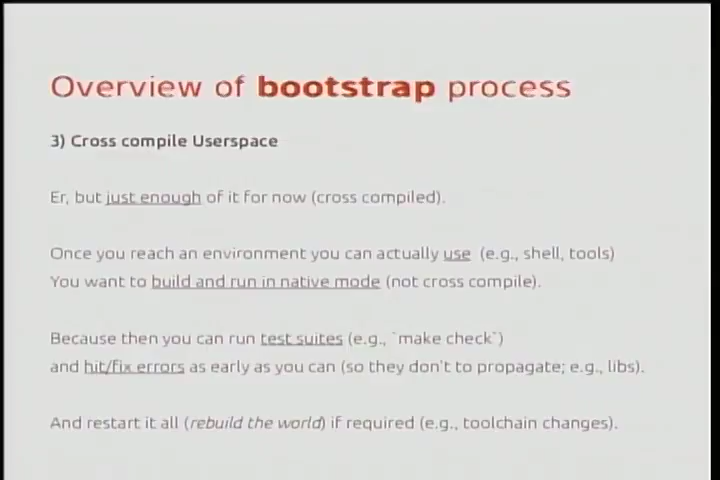 Overview of bootstrap process
3) Cross compile Userspace
Er, but just enough of it for now (cross compiled).
Once you reach an environment you can actually use (e.g., shell, tools)
You want to build and run in native mode (not cross compile).
Because then you can run test suites (e.g., `make check`)
and hit/fix errors as early as you can (so they don't to propagate; e.g., libs).
And restart it all (rebuild the world) if required (e.g., toolchain changes).